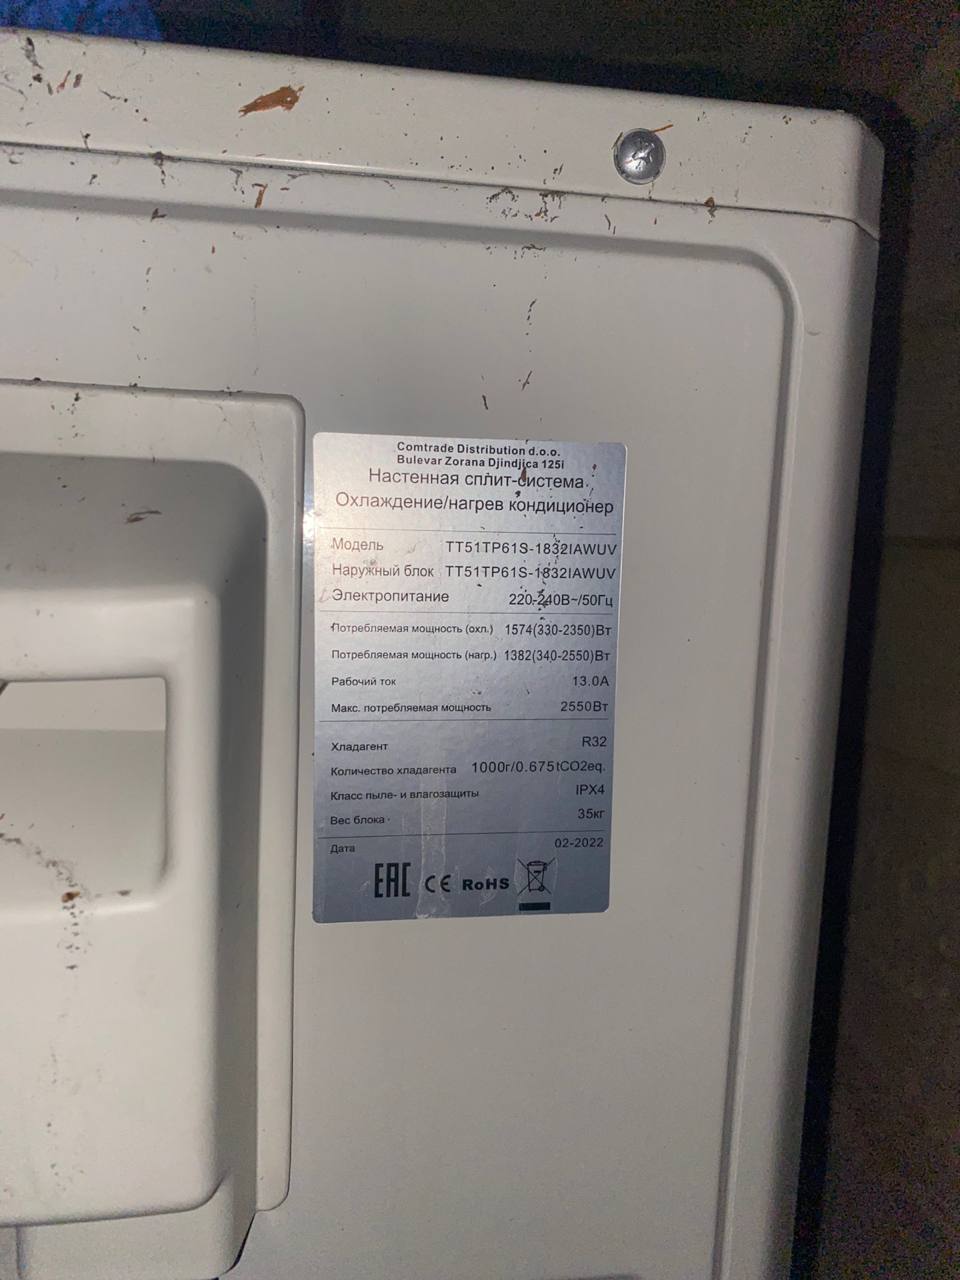 Comtrade Distribution d.o.o.
Bulevar Zorana Djindjica 125i
Настенная сплит-система
Охлаждение/нагрев кондиционер
Модель TT51TP61S-1832IAWUV
Наружный блок TT51TP61S-1832IAWUV
Электропитание 220-240В~/50Гц
Потребляемая мощность (охл.) 1574(330-2350)Вт
Потребляемая мощность (нагр.) 1382(340-2550)Вт
Рабочий ток 13.0А
Макс. потребляемая мощность 2550Вт
Хладагент R32
Количество хладагента 1000г/0.675tCO2eq.
Класс пыле- и влагозащиты IPX4
Вес блока 35кг
Дата 02-2022
EAC CE RoHS